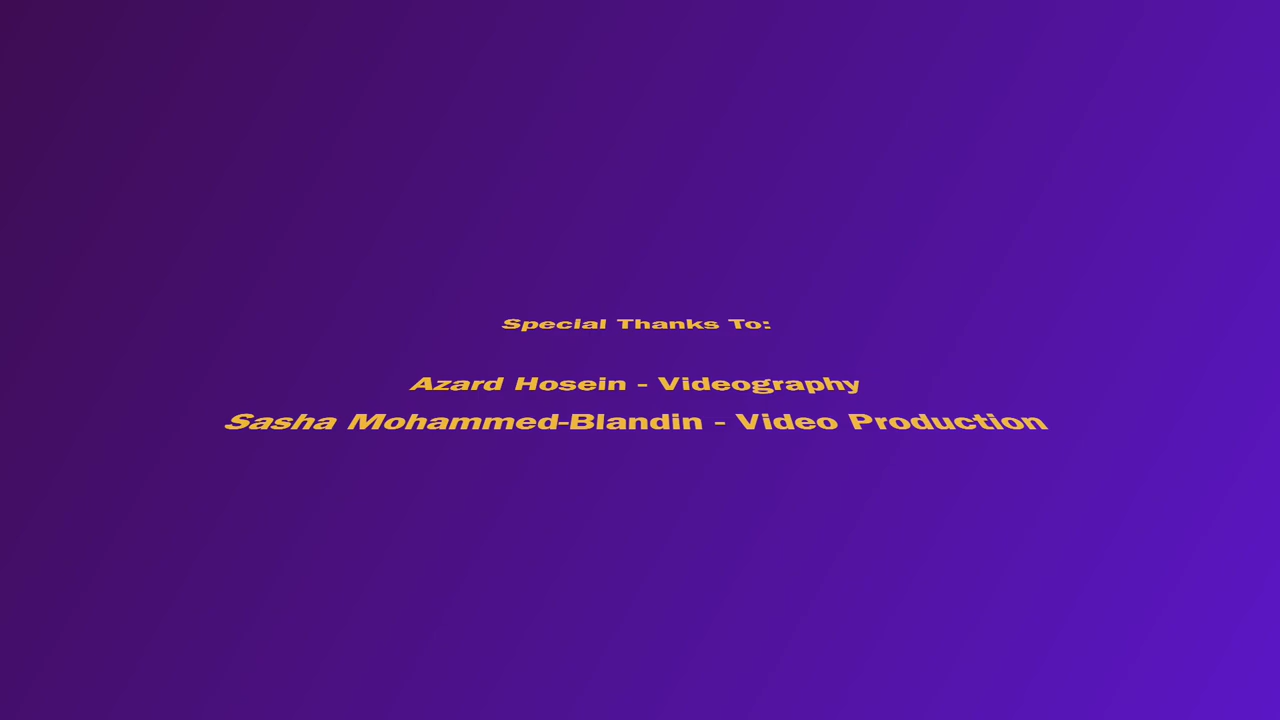 Special Thanks To:
Azard Hosein - Videography
Sasha Mohammed-Blandin - Video Production